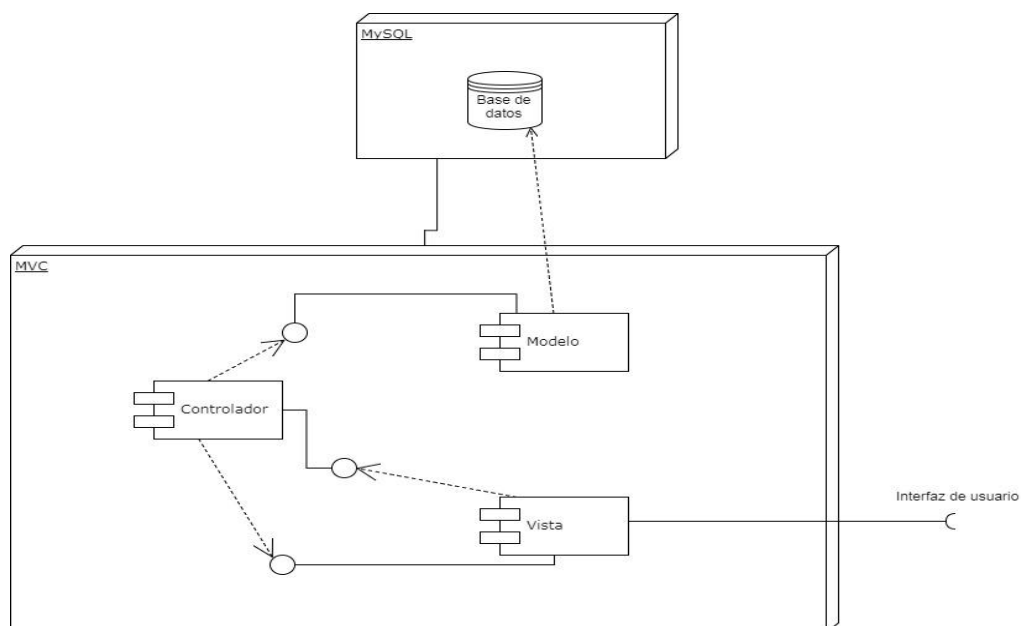 MySQL
Base de
datos
MVC
Modelo
Controlador
Interfaz de usuario
Vista